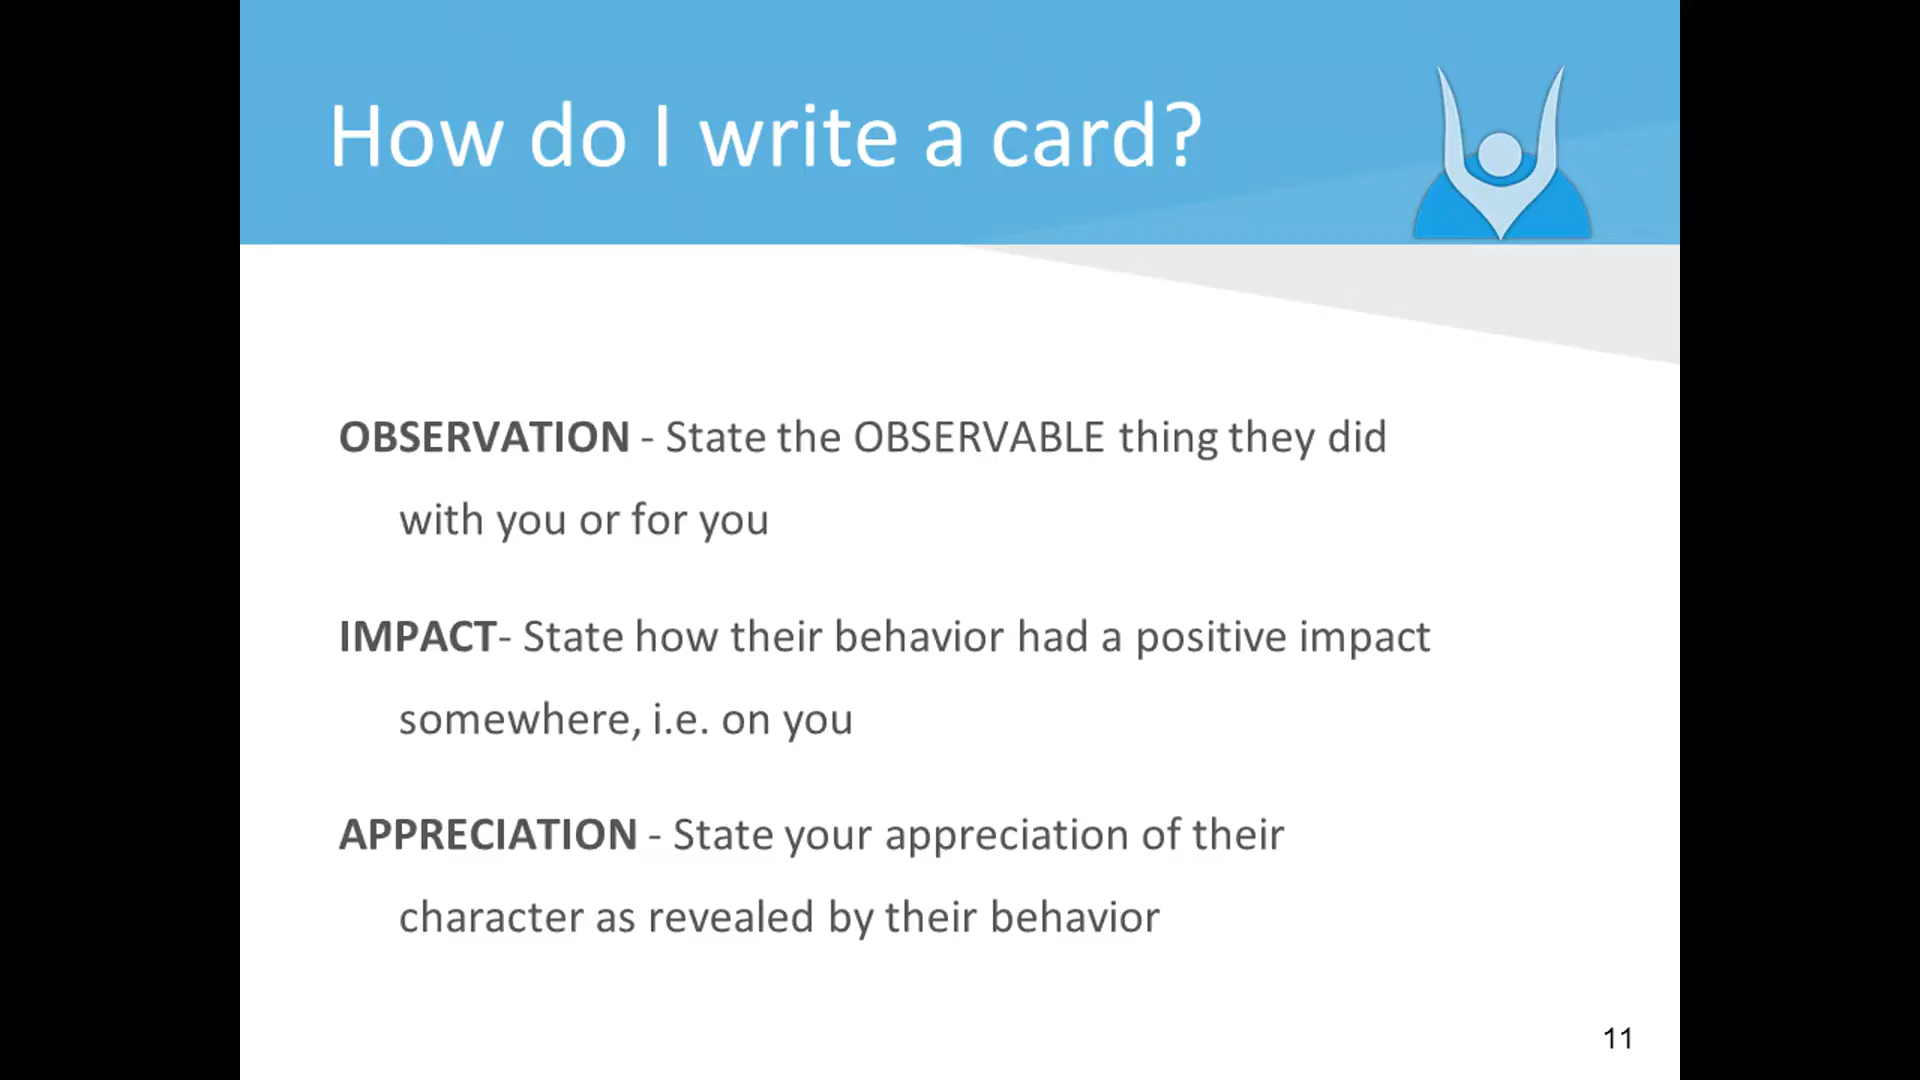 How do I write a card?
OBSERVATION - State the OBSERVABLE thing they did
with you or for you
IMPACT- State how their behavior had a positive impact
somewhere, i.e. on you
APPRECIATION - State your appreciation of their
character as revealed by their behavior
11